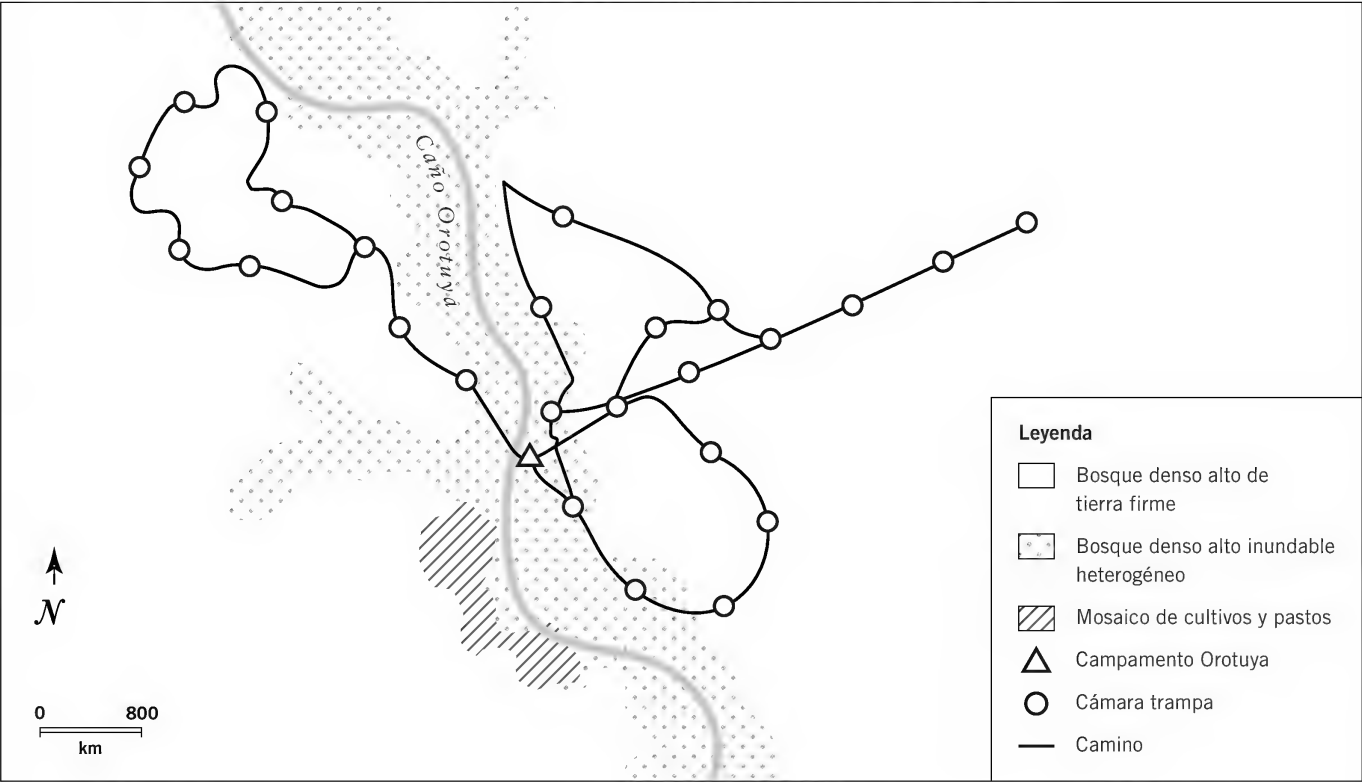 Caño Orotuya
N
0 800
km
Leyenda
Bosque denso alto de
tierra firme
Bosque denso alto inundable
heterogéneo
Mosaico de cultivos y pastos
Campamento Orotuya
Cámara trampa
Camino